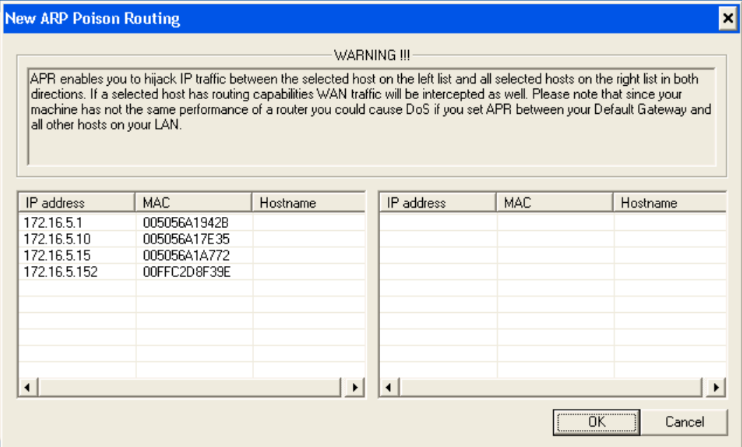 New ARP Poison Routing
WARNING !!!
APR enables you to hijack IP traffic between the selected host on the left list and all selected hosts on the right list in both
directions. If a selected host has routing capabilities WAN traffic will be intercepted as well. Please note that since your
machine has not the same performance of a router you could cause DoS if you set APR between your Default Gateway and
all other hosts on your LAN.
IP address MAC Hostname IP address MAC Hostname
172.16.5.1 005056A1942B
172.16.5.10 005056A17E35
172.16.5.15 005056A1A772
172.16.5.152 00FFC2D8F39E
OK Cancel